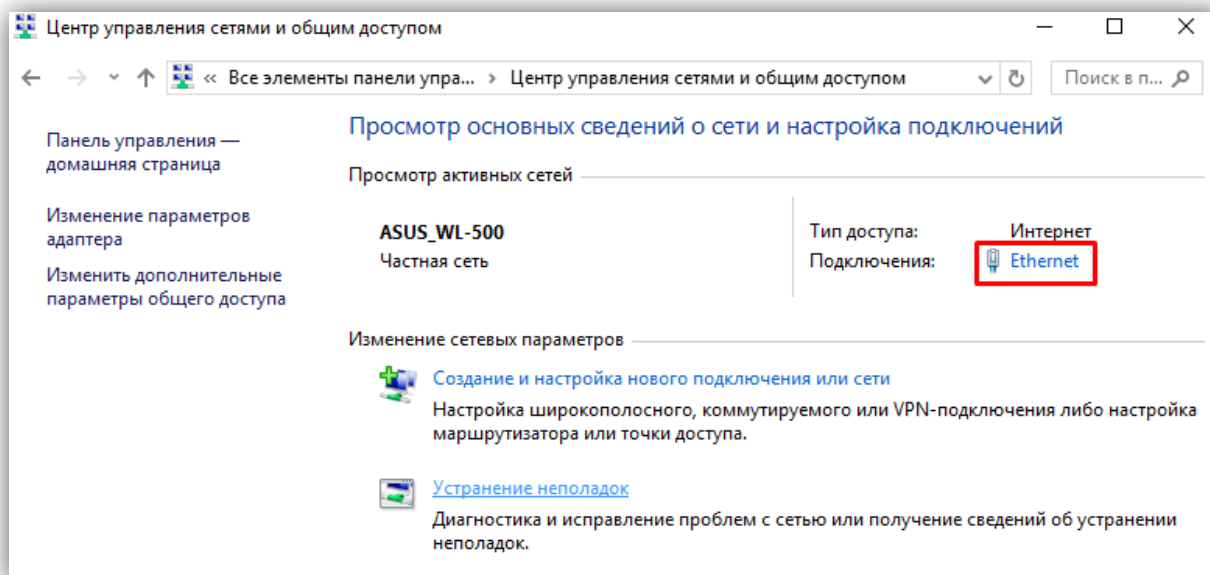 Центр управления сетями и общим доступом
« Все элементы панели упра... › Центр управления сетями и общим доступом
Поиск в п...
Панель управления —
домашняя страница
Изменение параметров
адаптера
Изменить дополнительные
параметры общего доступа
Просмотр основных сведений о сети и настройка подключений
Просмотр активных сетей
ASUS_WL-500
Частная сеть
Тип доступа: Интернет
Подключения: Ethernet
Изменение сетевых параметров
Создание и настройка нового подключения или сети
Настройка широкополосного, коммутируемого или VPN-подключения либо настройка
маршрутизатора или точки доступа.
Устранение неполадок
Диагностика и исправление проблем с сетью или получение сведений об устранении
неполадок.